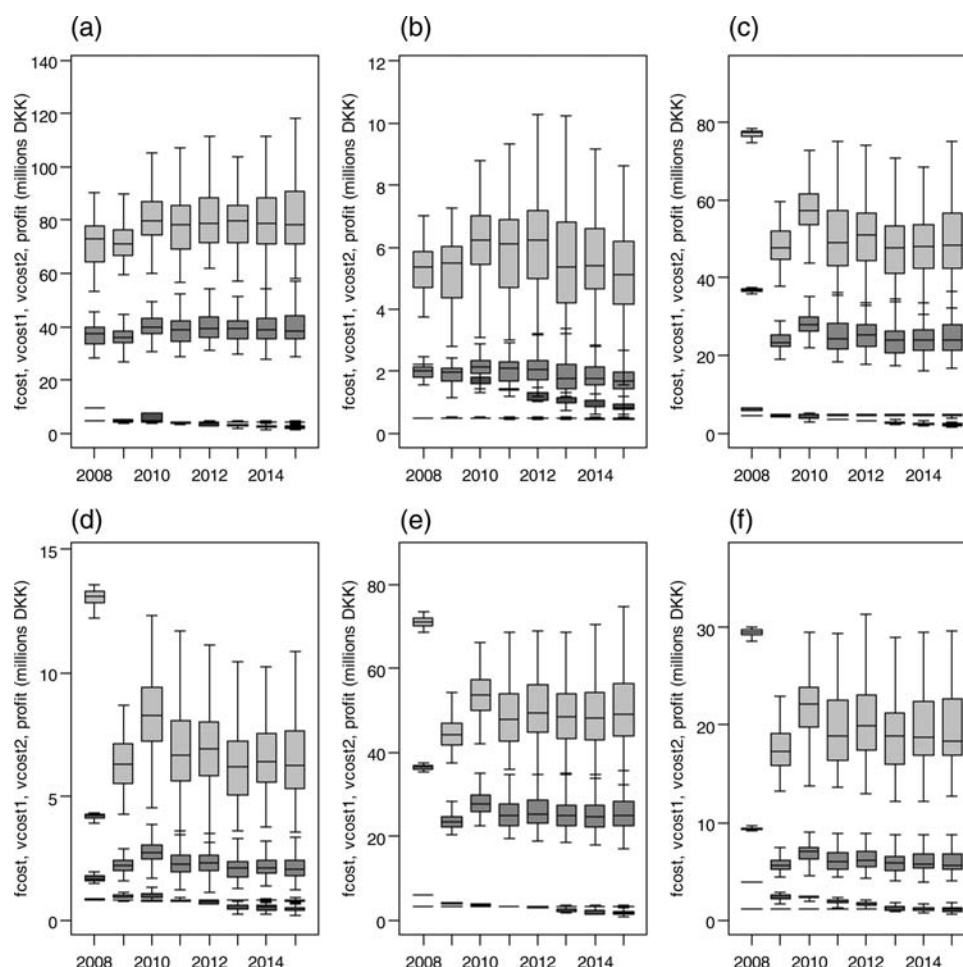 (a)
fcost, vcost1, vcost2, profit (millions DKK)
140
120
100
80
60
40
20
0
2008 2010 2012 2014
(b)
fcost, vcost1, vcost2, profit (millions DKK)
12
10
8
6
4
2
0
2008 2010 2012 2014
(c)
fcost, vcost1, vcost2, profit (millions DKK)
80
60
40
20
0
2008 2010 2012 2014
(d)
fcost, vcost1, vcost2, profit (millions DKK)
15
10
5
0
2008 2010 2012 2014
(e)
fcost, vcost1, vcost2, profit (millions DKK)
80
60
40
20
0
2008 2010 2012 2014
(f)
fcost, vcost1, vcost2, profit (millions DKK)
30
20
10
0
2008 2010 2012 2014